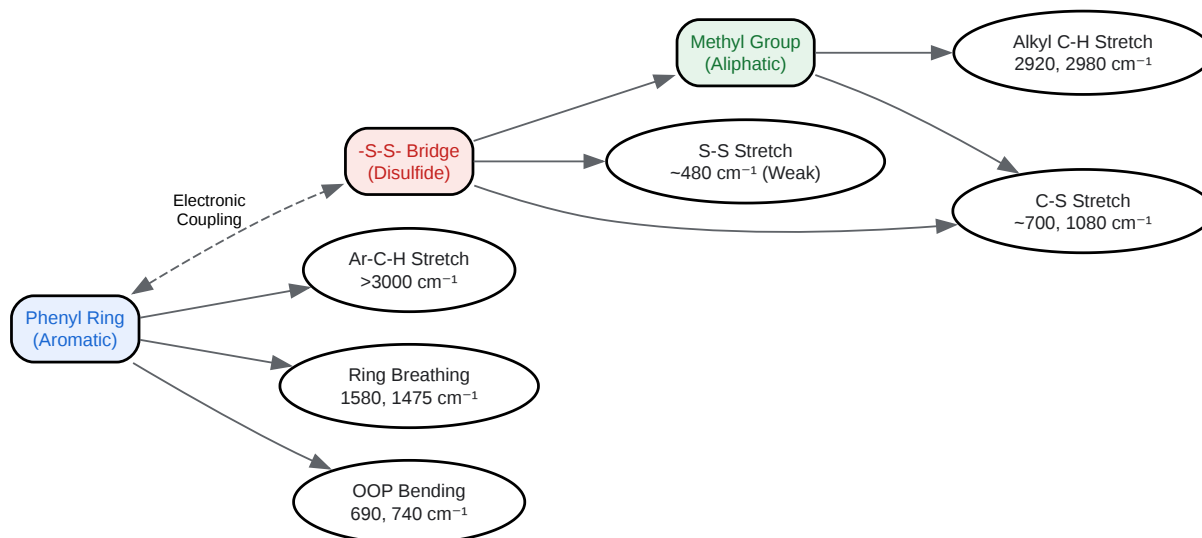 Methyl Group
(Aliphatic)
Alkyl C-H Stretch
2920, 2980 cm⁻¹
-S-S- Bridge
(Disulfide)
S-S Stretch
~480 cm⁻¹ (Weak)
C-S Stretch
~700, 1080 cm⁻¹
Electronic
Coupling
Ar-C-H Stretch
>3000 cm⁻¹
Phenyl Ring
(Aromatic)
Ring Breathing
1580, 1475 cm⁻¹
OOP Bending
690, 740 cm⁻¹